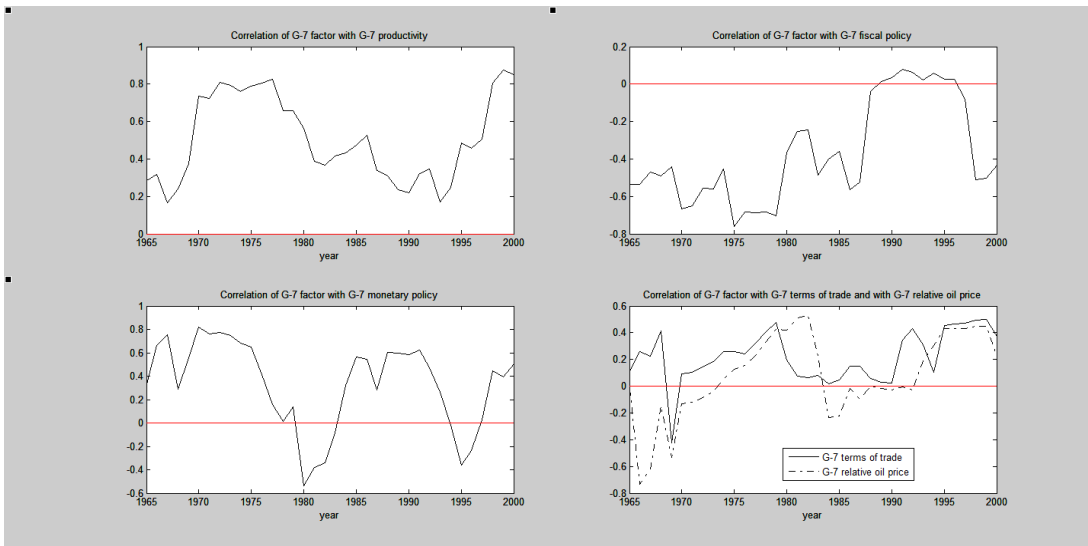 Correlation of G-7 factor with G-7 productivity
1
0.8
0.6
0.4
0.2
0
1965 1970 1975 1980 1985 1990 1995 2000
year
Correlation of G-7 factor with G-7 fiscal policy
0.2
0
-0.2
-0.4
-0.6
-0.8
1965 1970 1975 1980 1985 1990 1995 2000
year
Correlation of G-7 factor with G-7 monetary policy
1
0.8
0.6
0.4
0.2
0
-0.2
-0.4
-0.6
1965 1970 1975 1980 1985 1990 1995 2000
year
Correlation of G-7 factor with G-7 terms of trade and with G-7 relative oil price
0.6
0.4
0.2
0
-0.2
-0.4
-0.6
-0.8
G-7 terms of trade
G-7 relative oil price
1965 1970 1975 1980 1985 1990 1995 2000
year